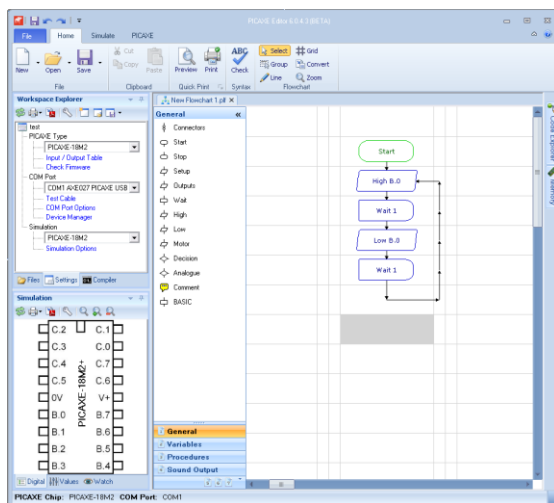 PICAXE Editor 6.0.4.3 (BETA)
File Home Simulate PICAXE
New Open Save
Cut
Copy
Paste
Preview Print
ABC
Check
Select Grid
Group Convert
Line Zoom
File Clipboard Quick Print Syntax Flowchart
Workspace Explorer
test
PICAXE Type
PICAXE-18M2
Input / Output Table
Check Firmware
COM Port
COM1 AXE027 PICAXE USB
Test Cable
COM Port Options
Device Manager
Simulation
PICAXE-18M2
Simulation Options
Files Settings Compiler
Simulation
C.2 C.1
C.3 C.0
C.4 C.7
C.5 C.6
0V V+
B.0 B.7
B.1 B.6
B.2 B.5
B.3 B.4
PICAXE-18M2+
Digital Values Watch
New Flowchart 1.plf
General
Connectors
Start
Stop
Setup
Outputs
Wait
High
Low
Motor
Decision
Analogue
Comment
BASIC
General
Variables
Procedures
Sound Output
Start
High B.0
Wait 1
Low B.0
Wait 1
Code Explorer
Memory
PICAXE Chip: PICAXE-18M2 COM Port: COM1